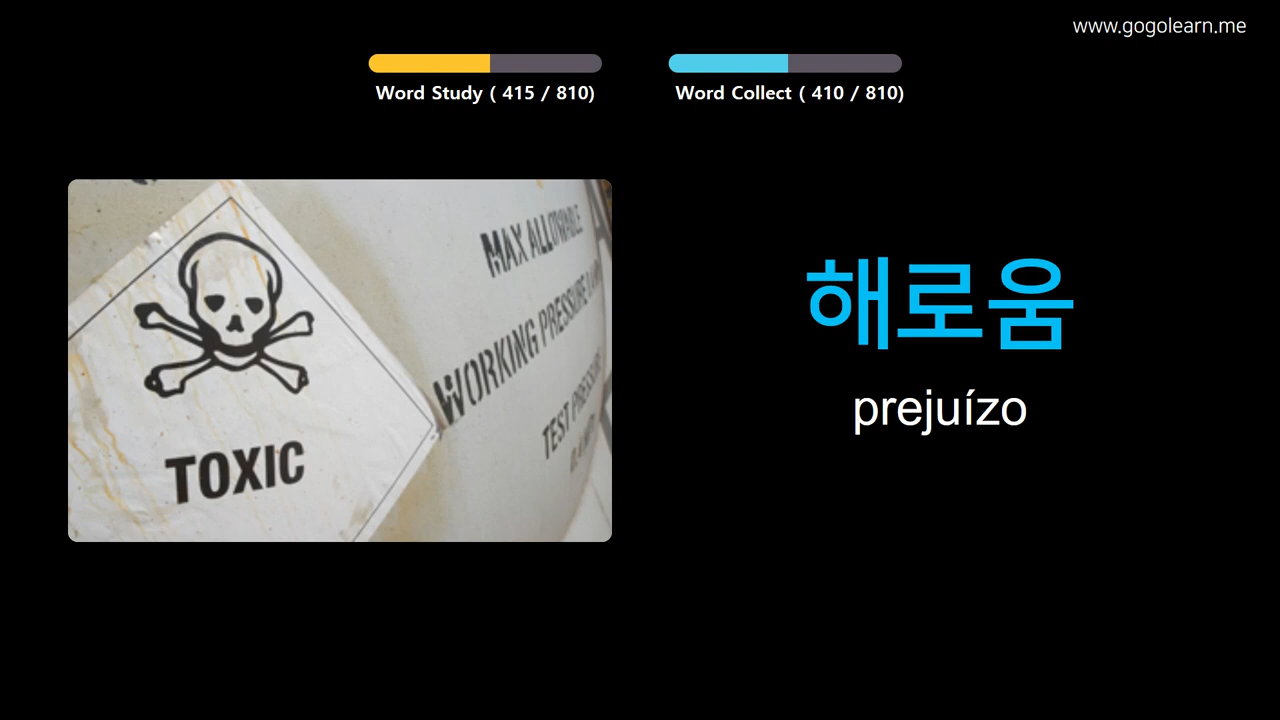 www.gogolearn.me
Word Study ( 415 / 810)
Word Collect ( 410 / 810)
MAX ALLOWABLE
WORKING PRESSURE
TEST PRESSURE
TOXIC
해로움
prejuízo